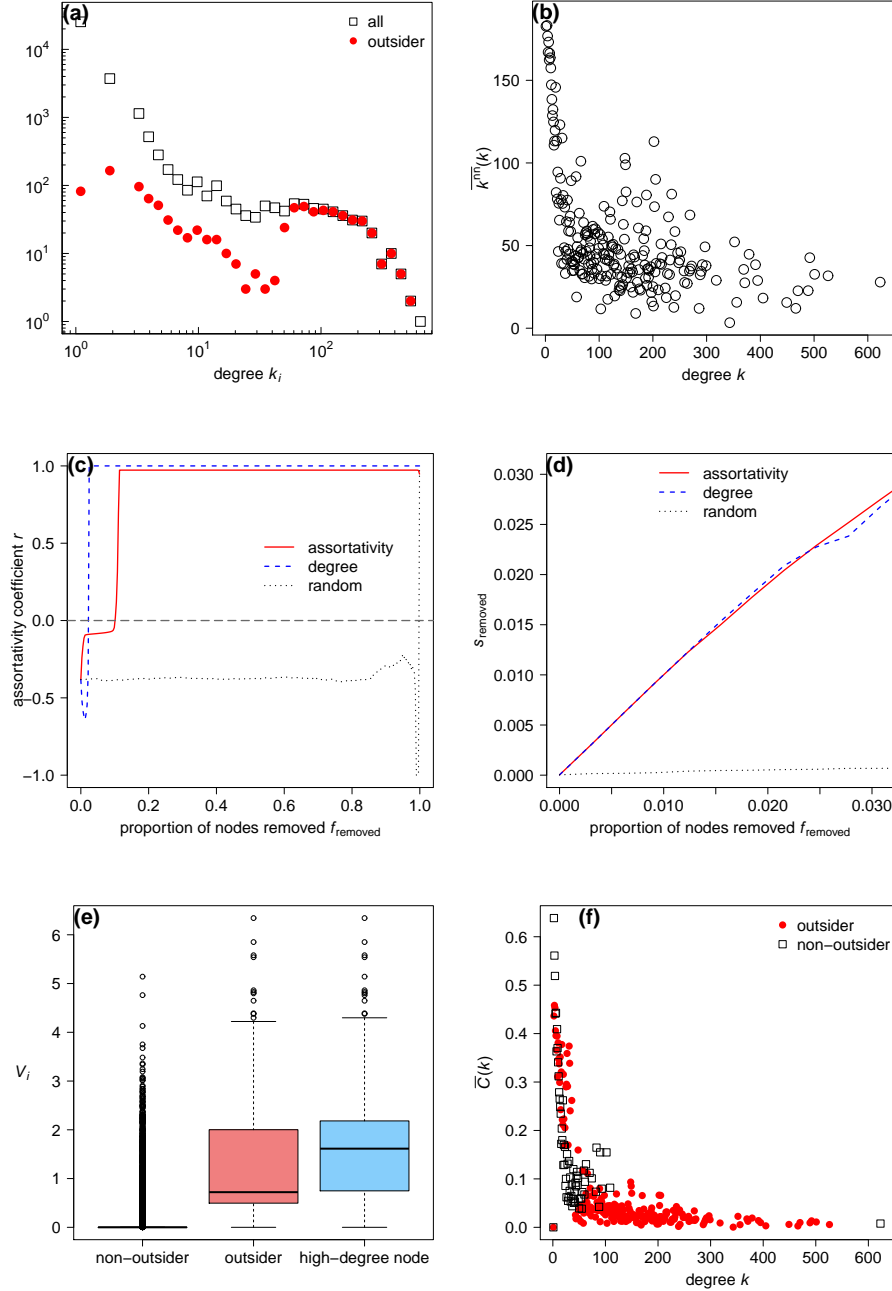 (a)
all
outsider
10^4
10^3
10^2
10^1
10^0
10^0
10^1
10^2
degree k_i
(b)
150
100
50
0
\overline{k^{nn}}(k)
0
100
200
300
400
500
600
degree k
(c)
1.0
0.5
0.0
−0.5
−1.0
assortativity coefficient r
assortativity
degree
random
0.0
0.2
0.4
0.6
0.8
1.0
proportion of nodes removed f_removed
(d)
0.030
0.025
0.020
0.015
0.010
0.005
0.000
s_removed
assortativity
degree
random
0.000
0.010
0.020
0.030
proportion of nodes removed f_removed
(e)
6
5
4
3
2
1
0
V_i
non−outsider
outsider
high−degree node
(f)
outsider
non−outsider
0.6
0.5
0.4
0.3
0.2
0.1
0.0
\overline{C}(k)
0
100
200
300
400
500
600
degree k